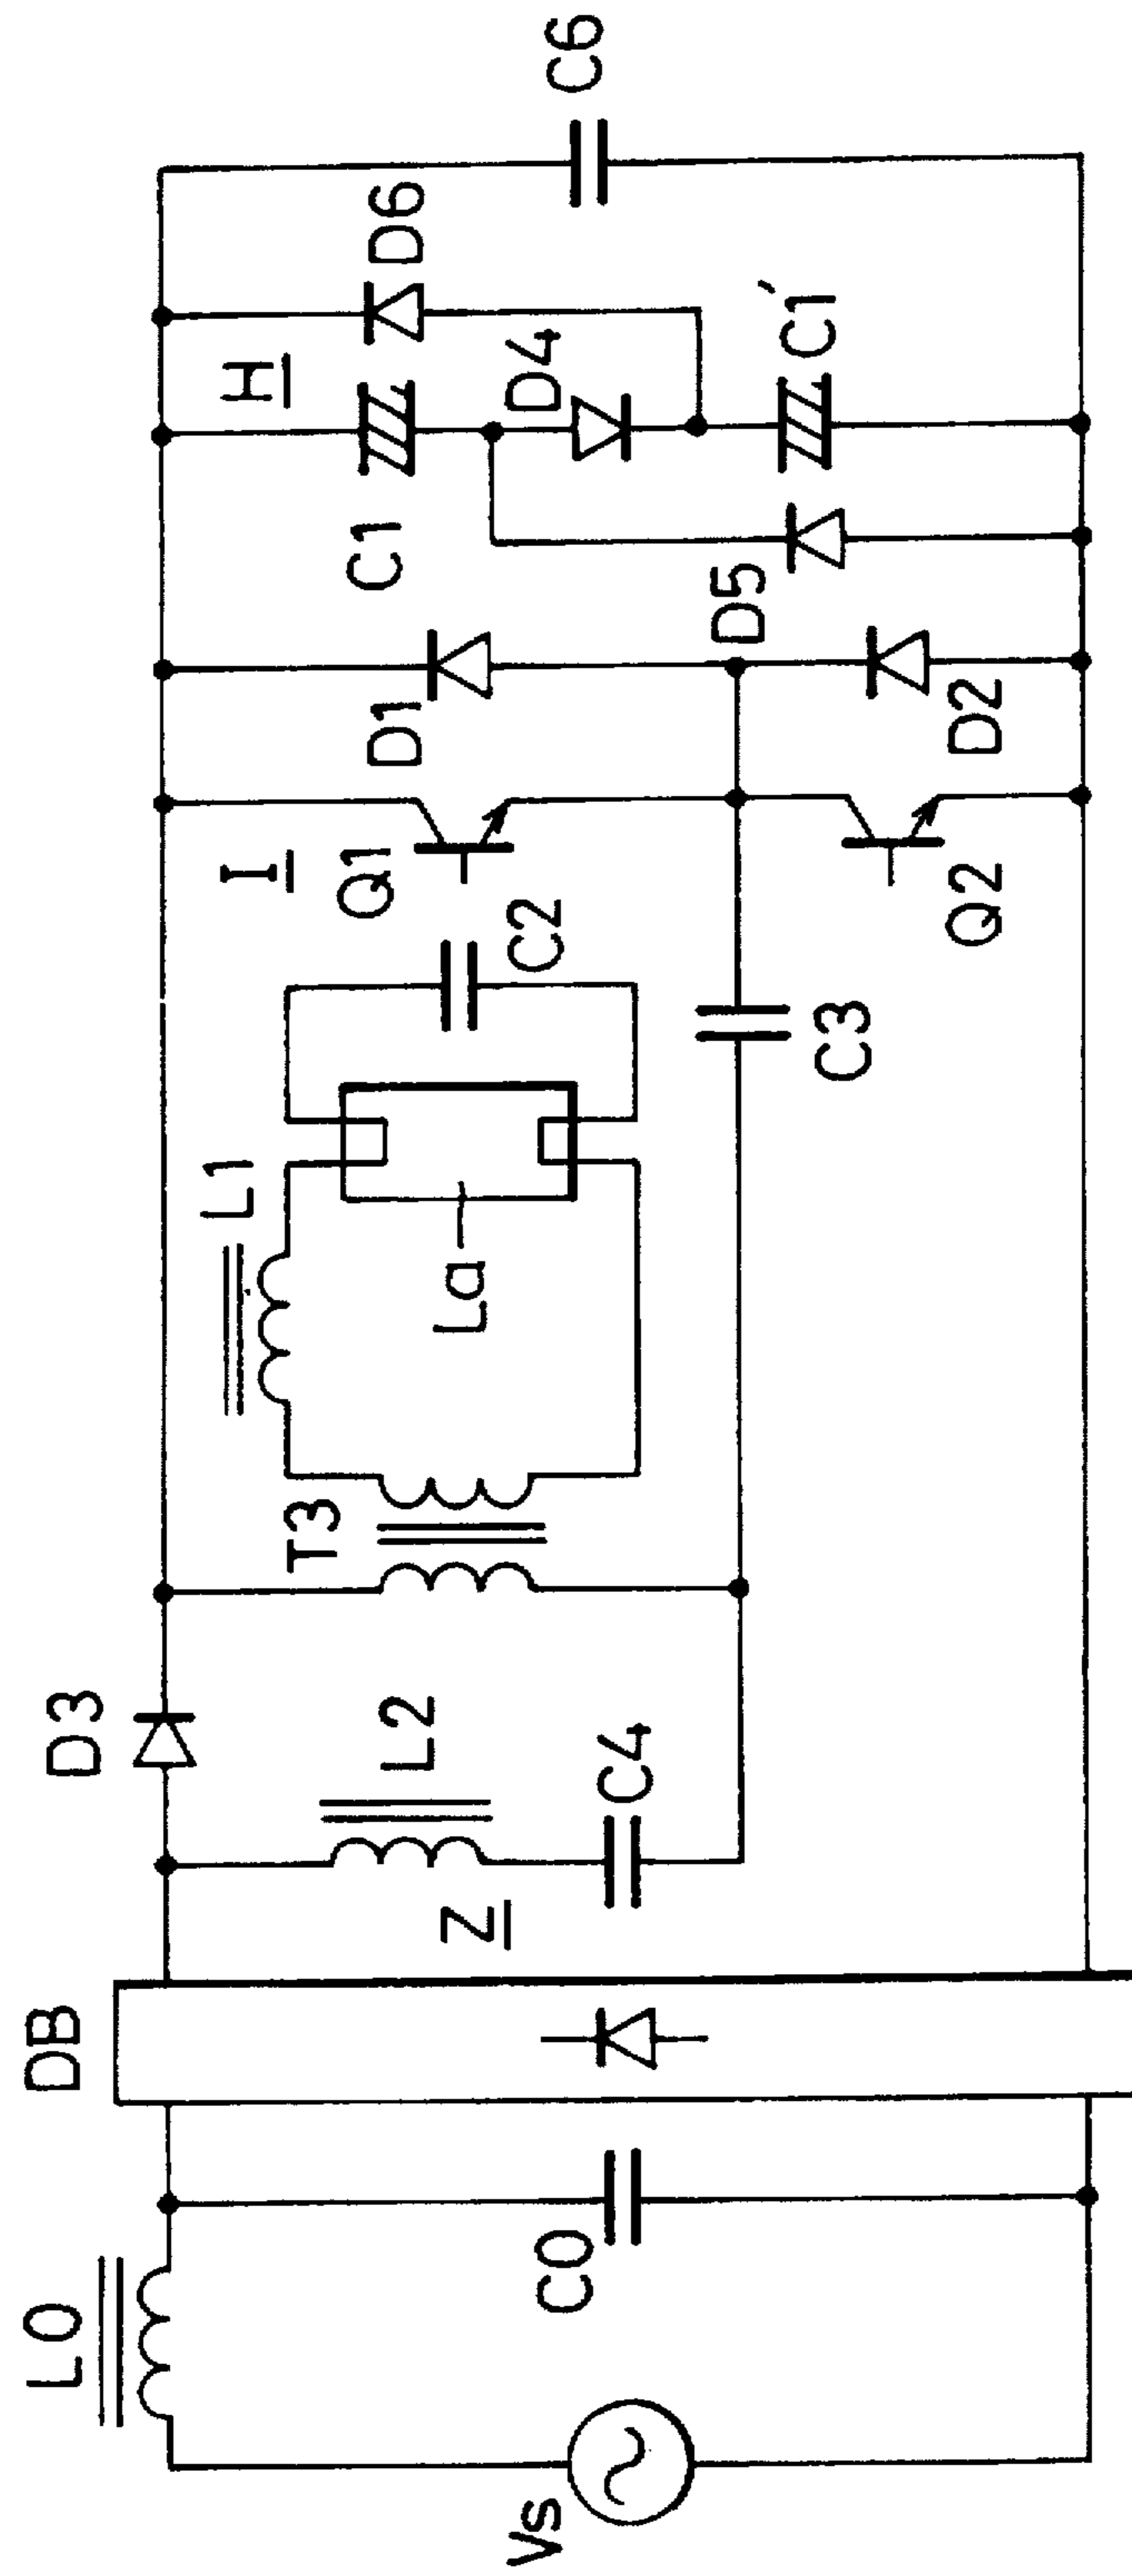 Vs
L0
C0
DB
Z
L2
C4
D3
T3
L1
La
C2
C3
I
Q1
Q2
D1
D2
H
C1
D5
D4
D6
C1′
C6